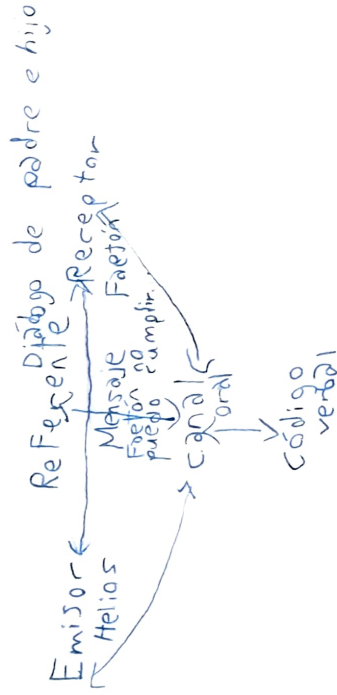 Diálogo de padre e hijo
Referente
Emisor
Helios
Receptor
Faetón
Mensaje
Faetón no
puedo cumplir.
Canal
oral
Código
verbal